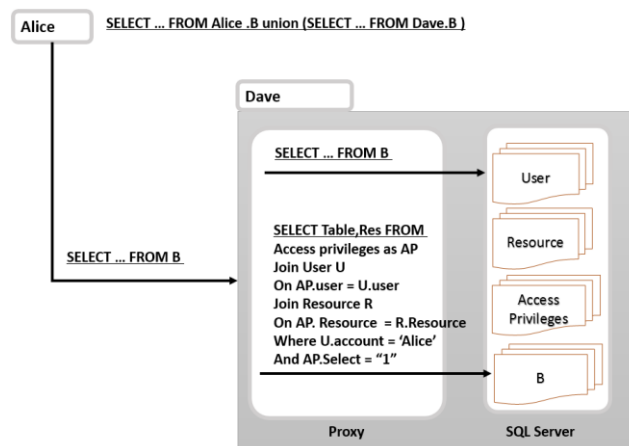 Alice
SELECT ... FROM Alice .B union (SELECT ... FROM Dave.B )
Dave
SELECT ... FROM B
User
SELECT Table,Res FROM
Access privileges as AP
Join User U
On AP.user = U.user
Join Resource R
On AP. Resource = R.Resource
Where U.account = ‘Alice’
And AP.Select = “1”
Resource
SELECT ... FROM B
Access
Privileges
B
Proxy
SQL Server